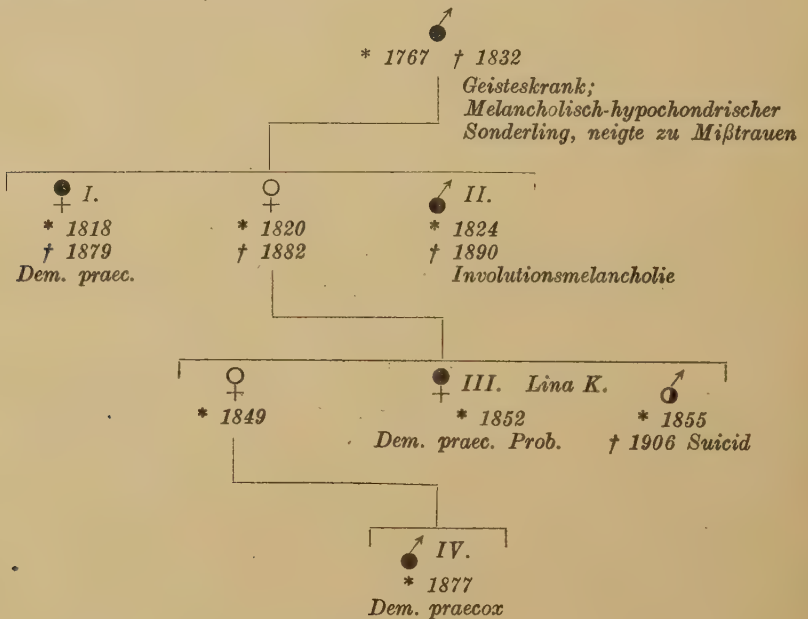 * 1767 † 1832
Geisteskrank;
Melancholisch-hypochondrischer
Sonderling, neigte zu Mißtrauen
I.
* 1818
† 1879
Dem. praec.
* 1820
† 1882
II.
* 1824
† 1890
Involutionsmelancholie
* 1849
III. Lina K.
* 1852
Dem. praec. Prob.
* 1855
† 1906 Suicid
IV.
* 1877
Dem. praecox